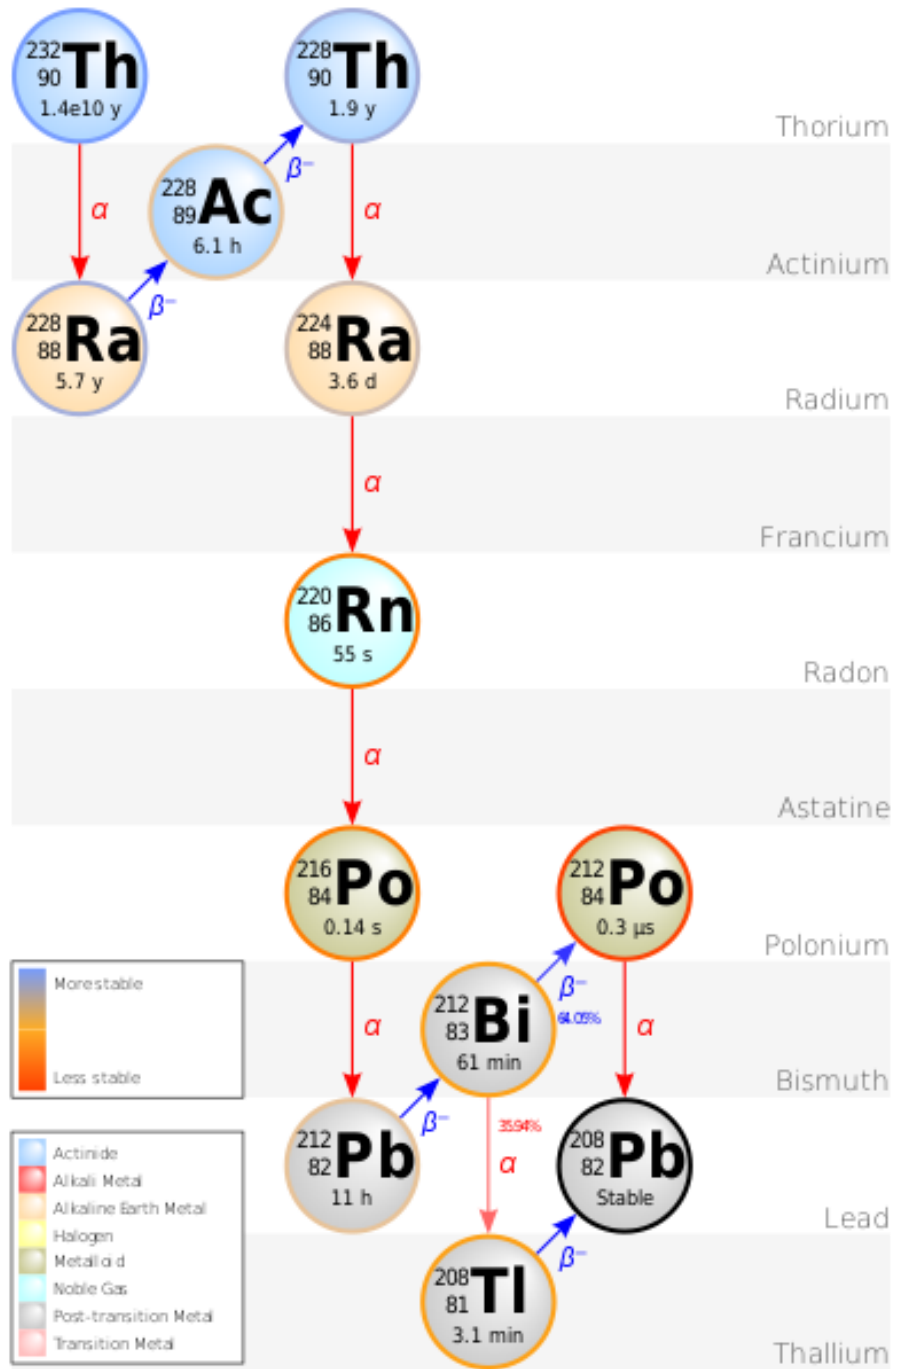 232 90 Th 1.4e10 y
228 90 Th 1.9 y
Thorium
α
β⁻
228 89 Ac 6.1 h
α
Actinium
β⁻
228 88 Ra 5.7 y
224 88 Ra 3.6 d
Radium
α
Francium
220 86 Rn 55 s
Radon
α
Astatine
216 84 Po 0.14 s
212 84 Po 0.3 µs
Polonium
More stable
Less stable
α
212 83 Bi 61 min
β⁻
64.05%
α
Bismuth
β⁻
212 82 Pb 11 h
35.94%
α
208 82 Pb Stable
Lead
β⁻
208 81 Tl 3.1 min
Thallium
Actinide
Alkali Metal
Alkaline Earth Metal
Halogen
Metalloid
Noble Gas
Post-transition Metal
Transition Metal